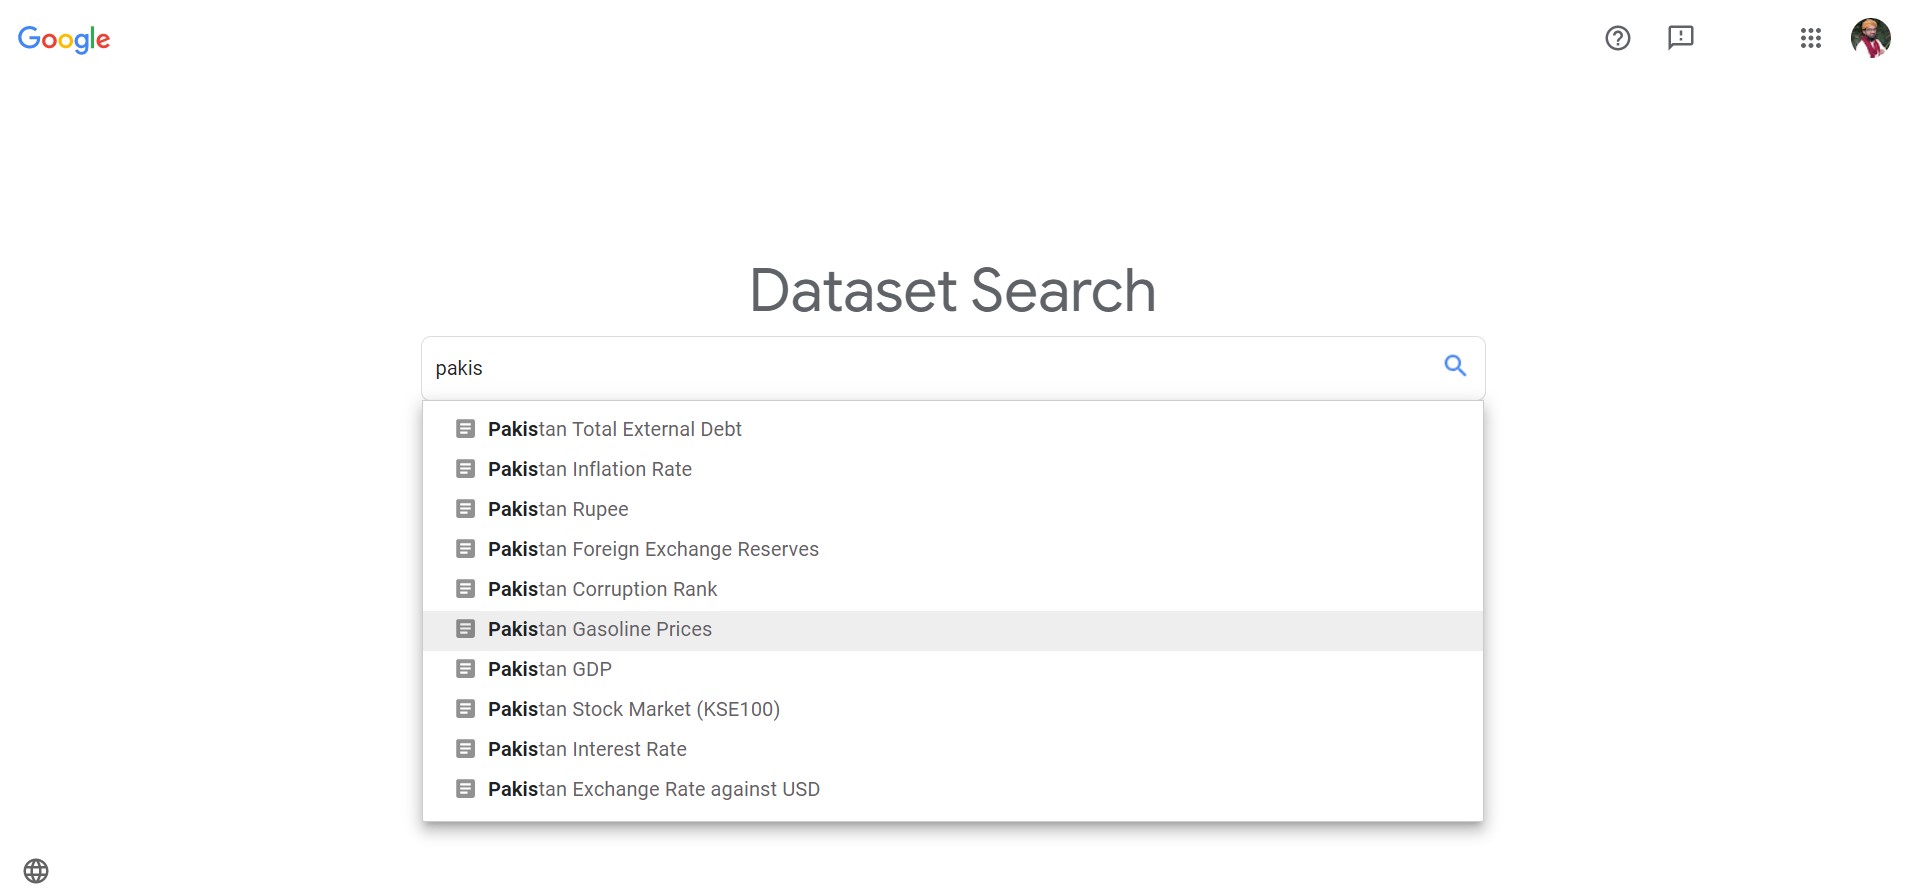 Google
Dataset Search
pakis
Pakistan Total External Debt
Pakistan Inflation Rate
Pakistan Rupee
Pakistan Foreign Exchange Reserves
Pakistan Corruption Rank
Pakistan Gasoline Prices
Pakistan GDP
Pakistan Stock Market (KSE100)
Pakistan Interest Rate
Pakistan Exchange Rate against USD